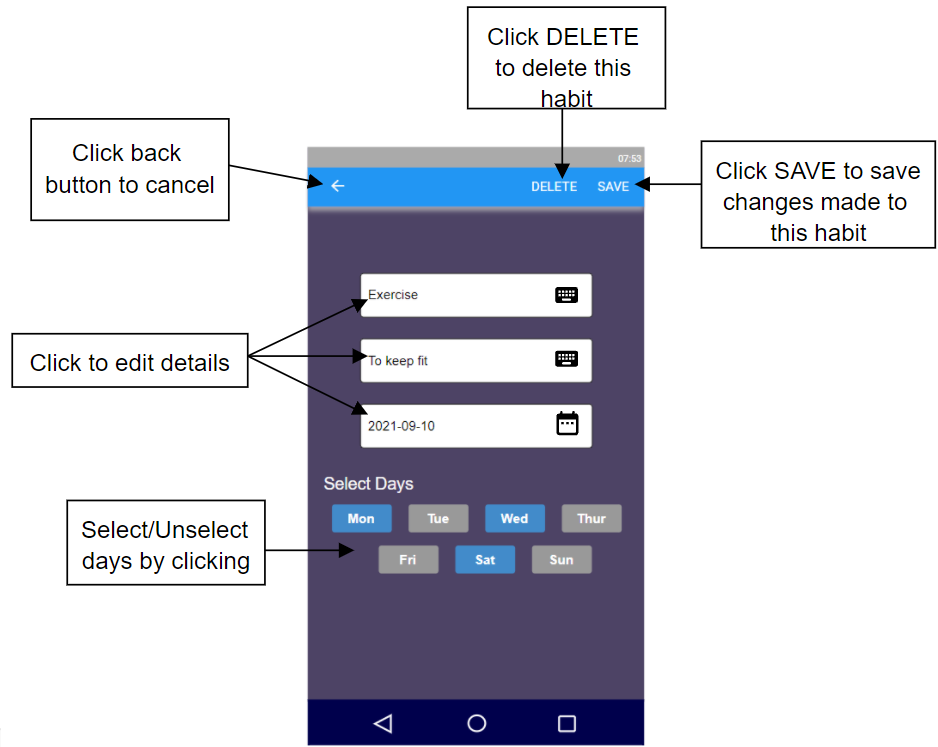 Click DELETE
to delete this
habit
Click back
button to cancel
Click SAVE to save
changes made to
this habit
07:53
DELETE SAVE
Exercise
Click to edit details
To keep fit
2021-09-10
Select Days
Mon Tue Wed Thur
Select/Unselect
days by clicking
Fri Sat Sun